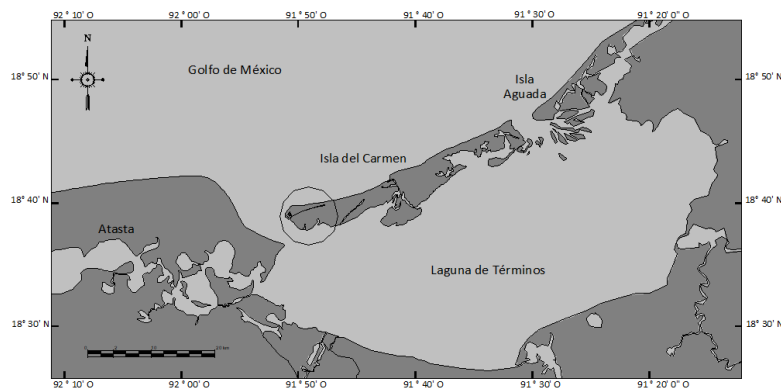 92° 10' O
92° 00' O
91° 50' O
91° 40' O
91° 30' O
91° 20' 0" O
N
18° 50' N
18° 50' N
Golfo de México
Isla
Aguada
Isla del Carmen
18° 40' N
18° 40' N
Atasta
Laguna de Términos
18° 30' N
18° 30' N
92° 10' O
92° 00' O
91° 50' O
91° 40' O
91° 30' O
91° 20' 0" O